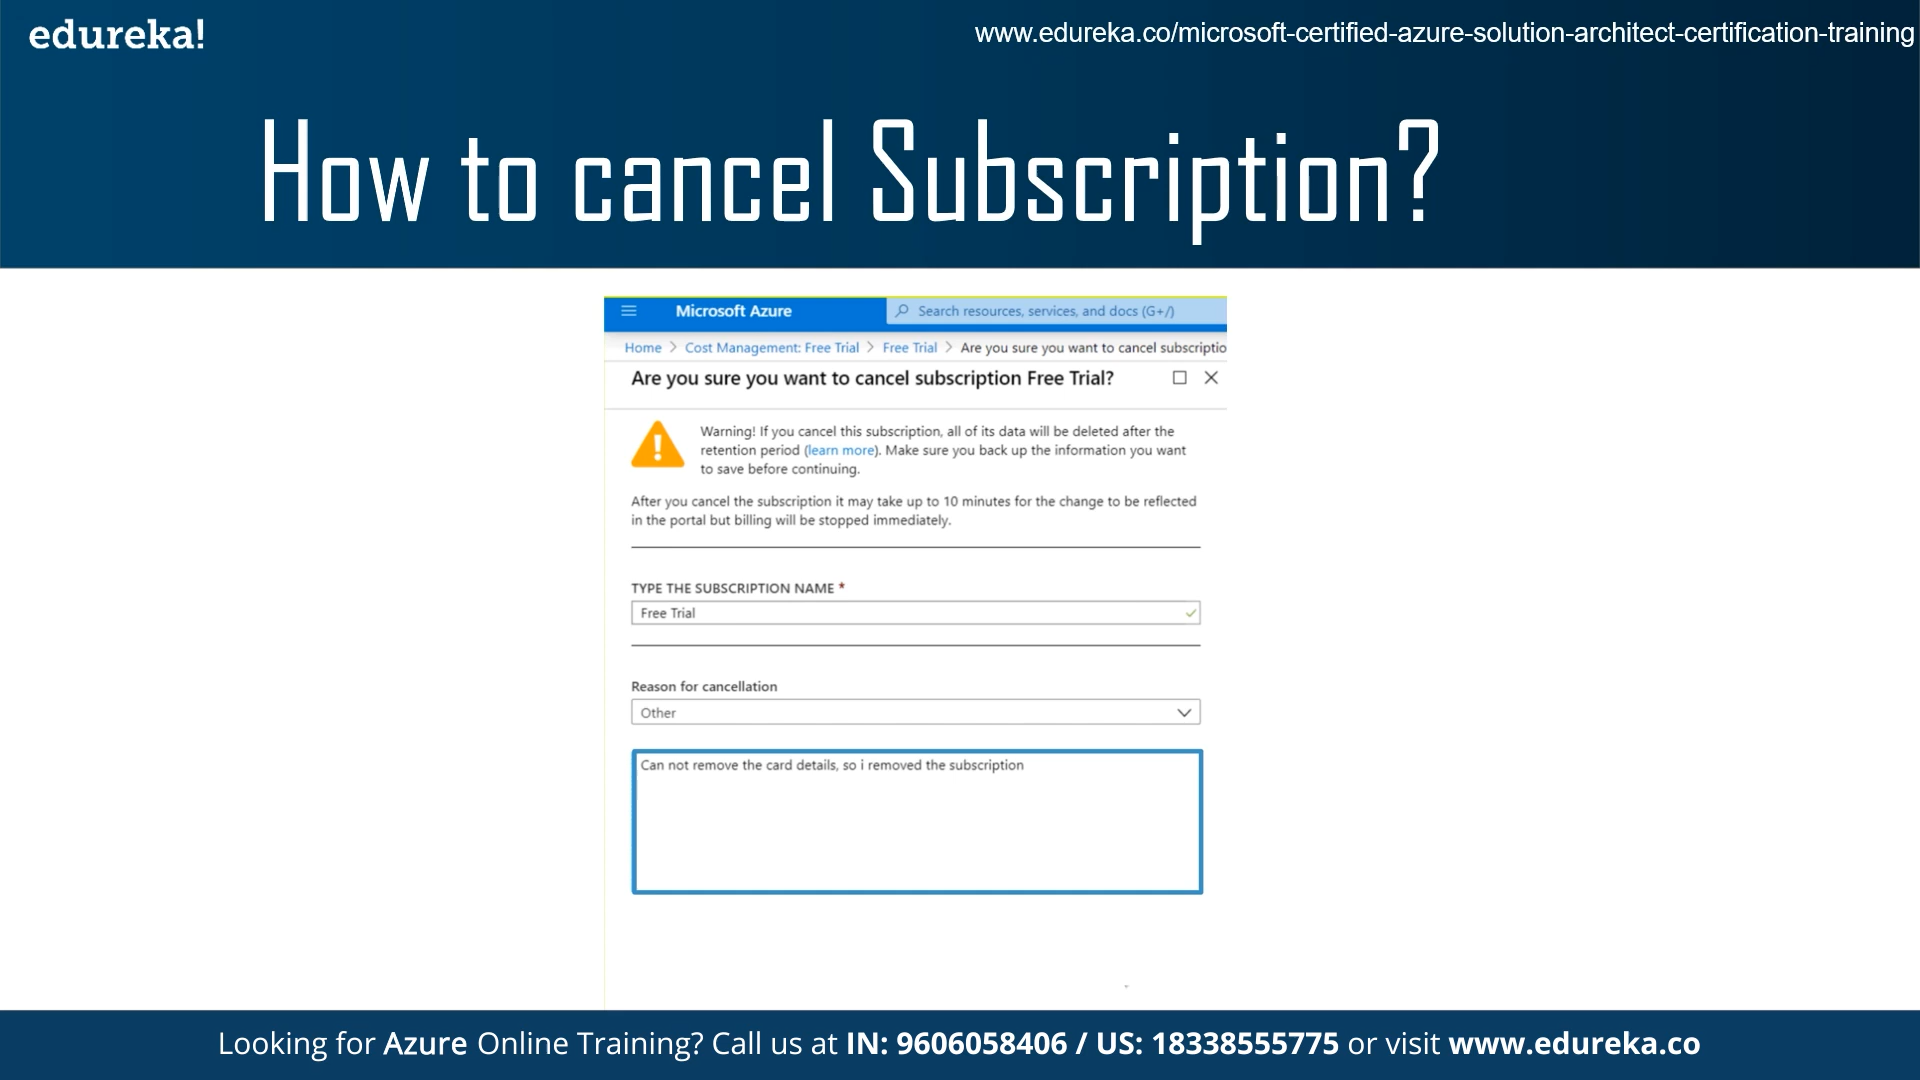 edureka!
www.edureka.co/microsoft-certified-azure-solution-architect-certification-training
How to cancel Subscription?
Microsoft Azure
Search resources, services, and docs (G+/)
Home > Cost Management: Free Trial > Free Trial > Are you sure you want to cancel subscriptio
Are you sure you want to cancel subscription Free Trial?
Warning! If you cancel this subscription, all of its data will be deleted after the
retention period (learn more). Make sure you back up the information you want
to save before continuing.
After you cancel the subscription it may take up to 10 minutes for the change to be reflected
in the portal but billing will be stopped immediately.
TYPE THE SUBSCRIPTION NAME *
Free Trial
Reason for cancellation
Other
Can not remove the card details, so i removed the subscription
Looking for Azure Online Training? Call us at IN: 9606058406 / US: 18338555775 or visit www.edureka.co